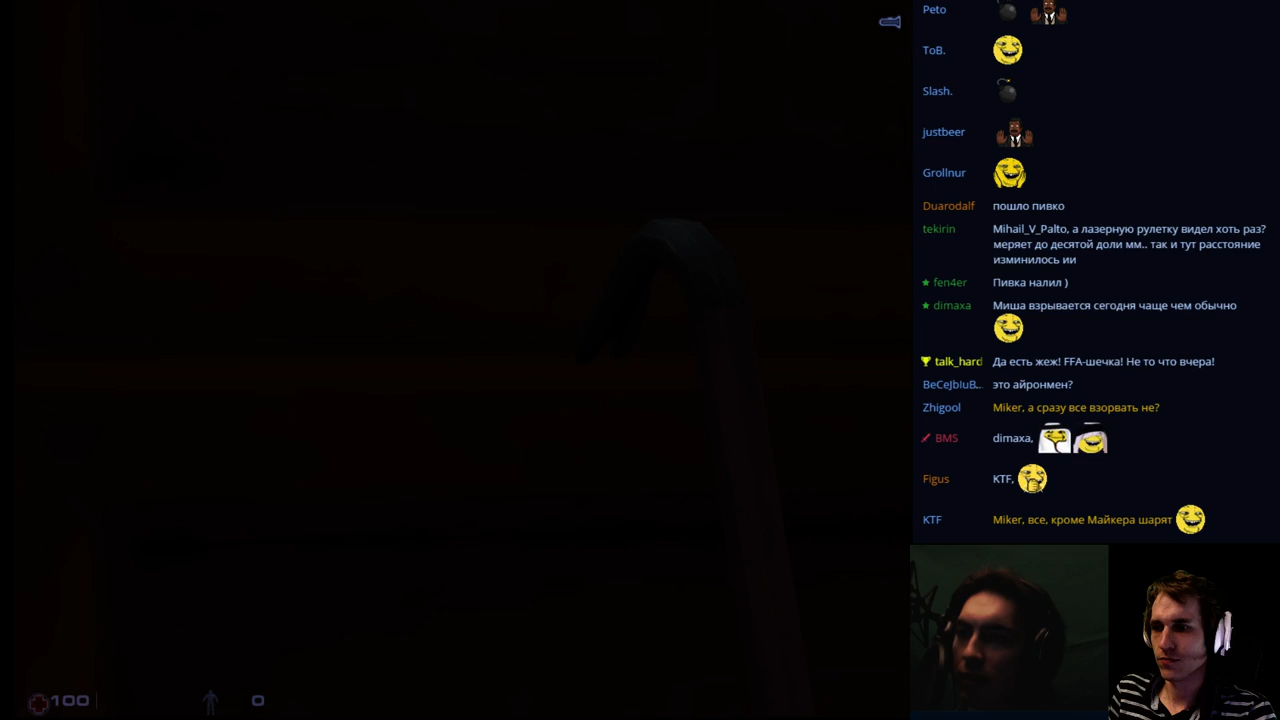 Peto
ToB.
Slash.
justbeer
Grollnur
Duarodalf пошло пивко
tekirin Mihail_V_Palto, а лазерную рулетку видел хоть раз?
меряет до десятой доли мм.. так и тут расстояние
изминилось ии
fen4er Пивка налил )
dimaxa Миша взрывается сегодня чаще чем обычно
talk_hard Да есть жеж! FFA-шечка! Не то что вчера!
BeCeJbIuB... это айронмен?
Zhigool Miker, а сразу все взорвать не?
BMS dimaxa,
Figus KTF,
KTF Miker, все, кроме Майкера шарят
100 0